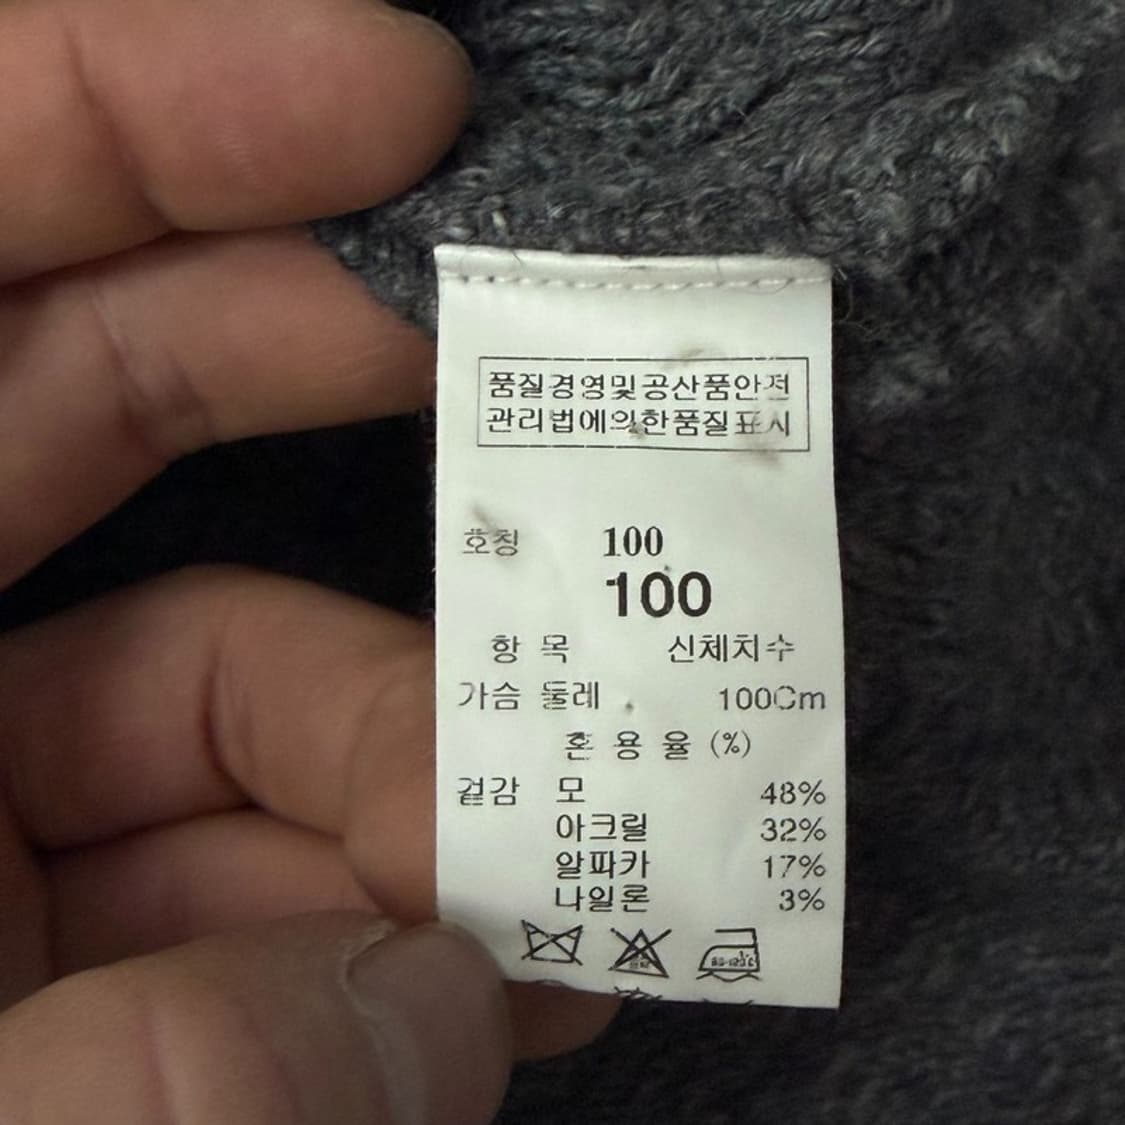 품질경영및공산품안전
관리법에의한품질표시
호칭 100
100
항 목 신체치수
가슴 둘레 100Cm
혼 용 율 (%)
겉감 모 48%
아크릴 32%
알파카 17%
나일론 3%